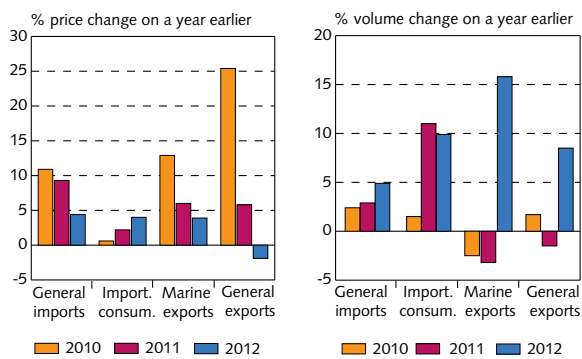 % price change on a year earlier
30
25
20
15
10
5
0
-5
General imports
Import. consum.
Marine exports
General exports
2010 2011 2012
% volume change on a year earlier
20
15
10
5
0
-5
General imports
Import. consum.
Marine exports
General exports
2010 2011 2012